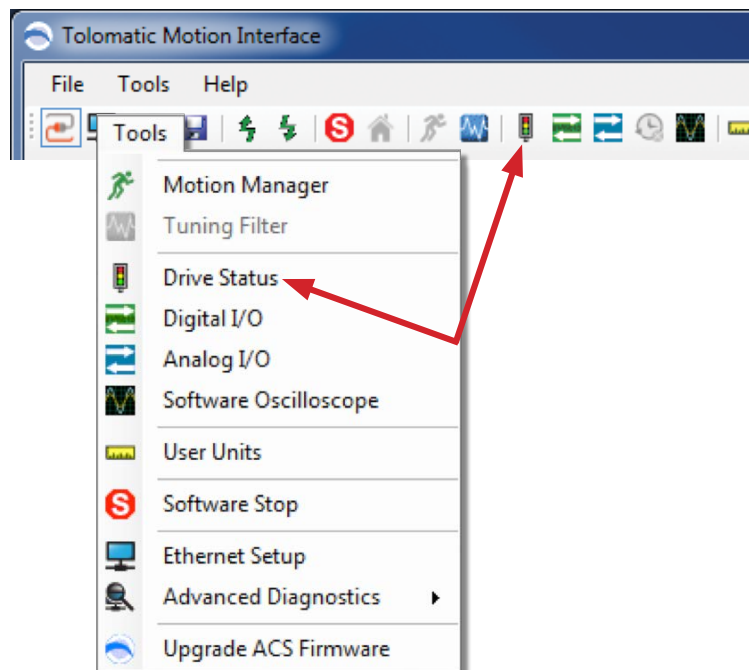 Tolomatic Motion Interface
File Tools Help
Tools
Motion Manager
Tuning Filter
Drive Status
Digital I/O
Analog I/O
Software Oscilloscope
User Units
Software Stop
Ethernet Setup
Advanced Diagnostics
Upgrade ACS Firmware